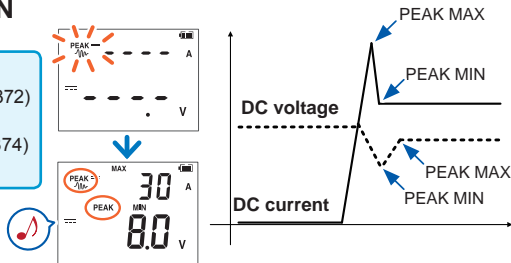 N
372)
374)
PEAK
- - - - A
- - - - . V
MAX
PEAK
30 A
PEAK MIN
8.0 V
PEAK MAX
PEAK MIN
DC voltage
PEAK MAX
PEAK MIN
DC current